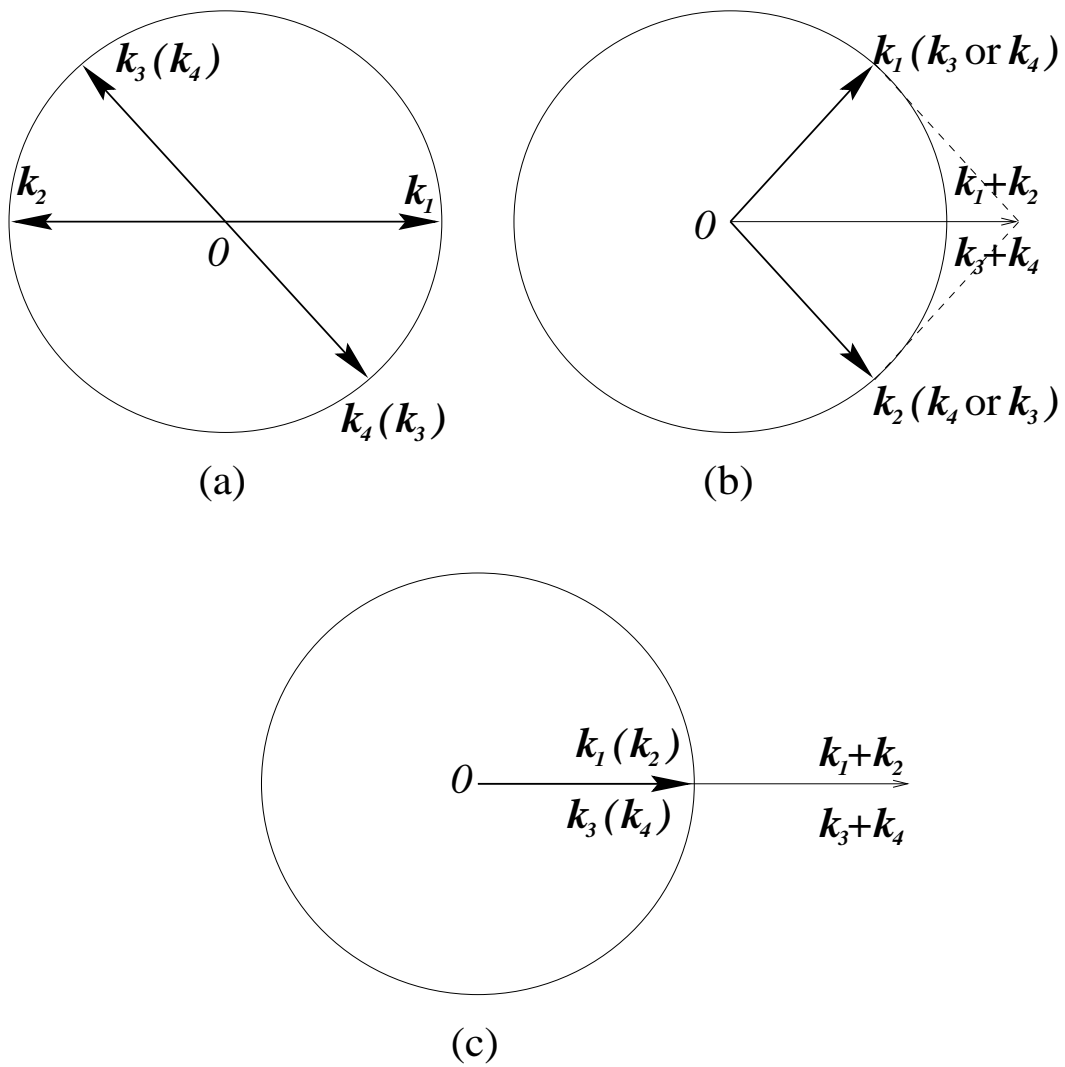 k₃(k₄)
k₂
k₁
0
k₄(k₃)
(a)
k₁(k₃ or k₄)
k₁+k₂
0
k₃+k₄
k₂(k₄ or k₃)
(b)
k₁(k₂)
k₁+k₂
0
k₃(k₄)
k₃+k₄
(c)